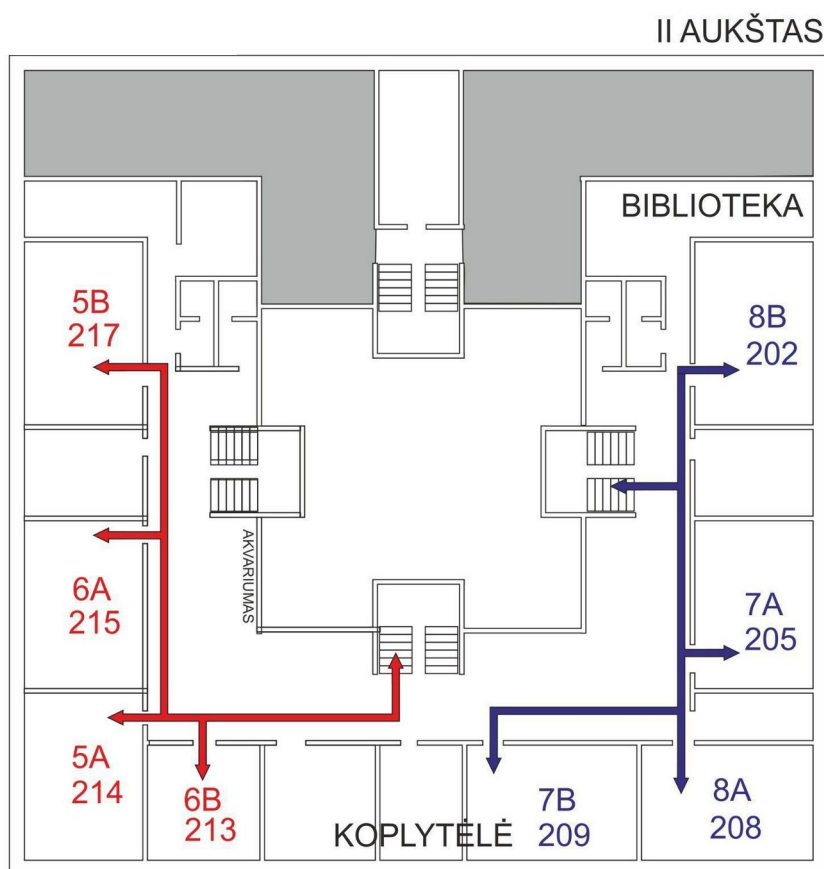 II AUKŠTAS
BIBLIOTEKA
5B
217
8B
202
AKVARIUMAS
6A
215
7A
205
5A
214
6B
213
KOPLYTĖLĖ
7B
209
8A
208